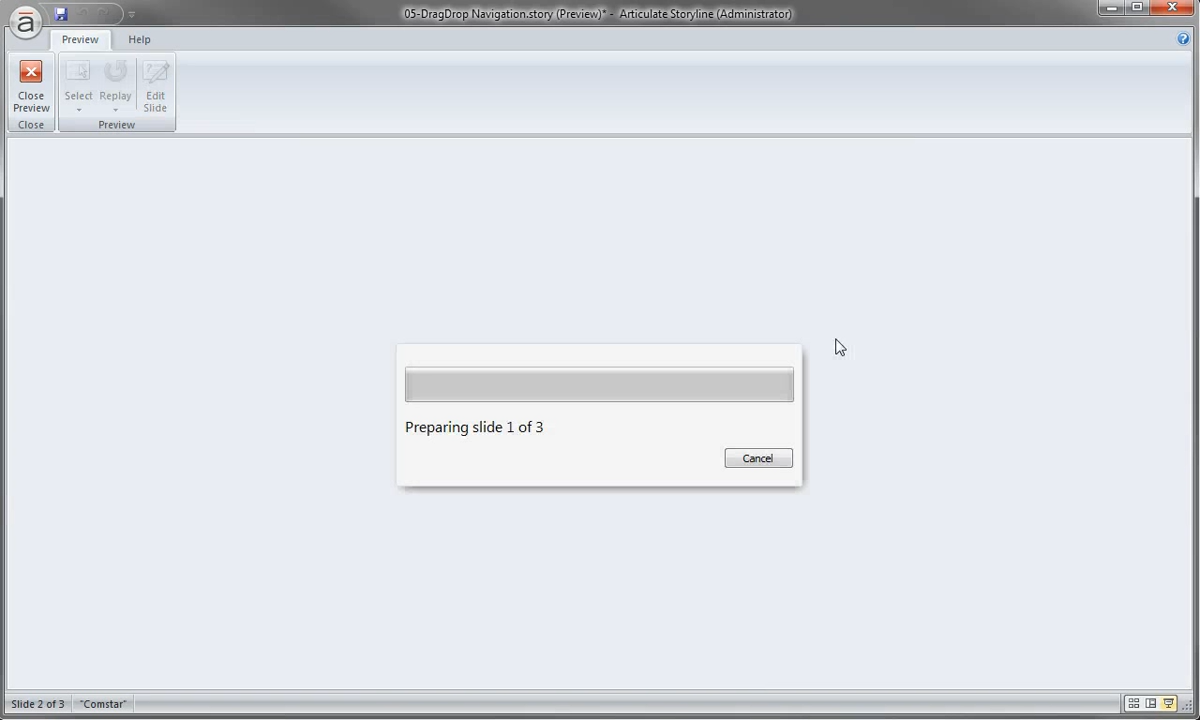 05-DragDrop Navigation.story (Preview)* - Articulate Storyline (Administrator)
Preview Help
Close Preview
Select
Replay
Edit Slide
Close
Preview
Preparing slide 1 of 3
Cancel
Slide 2 of 3
"Comstar"